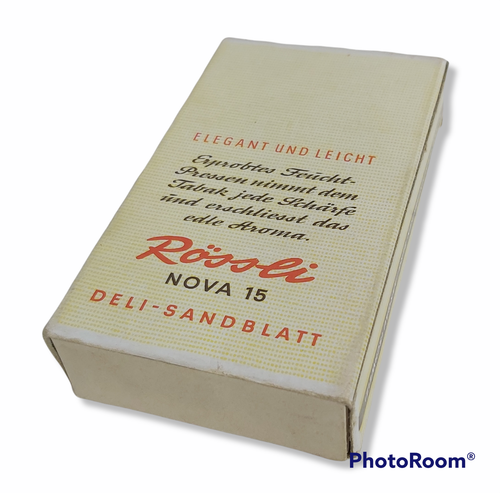 ELEGANT UND LEICHT
Erprobtes Feucht-
Pressen nimmt dem
Tabak jede Schärfe
und erschliesst das
edle Aroma.
Rössli
NOVA 15
DELI-SANDBLATT
PhotoRoom®